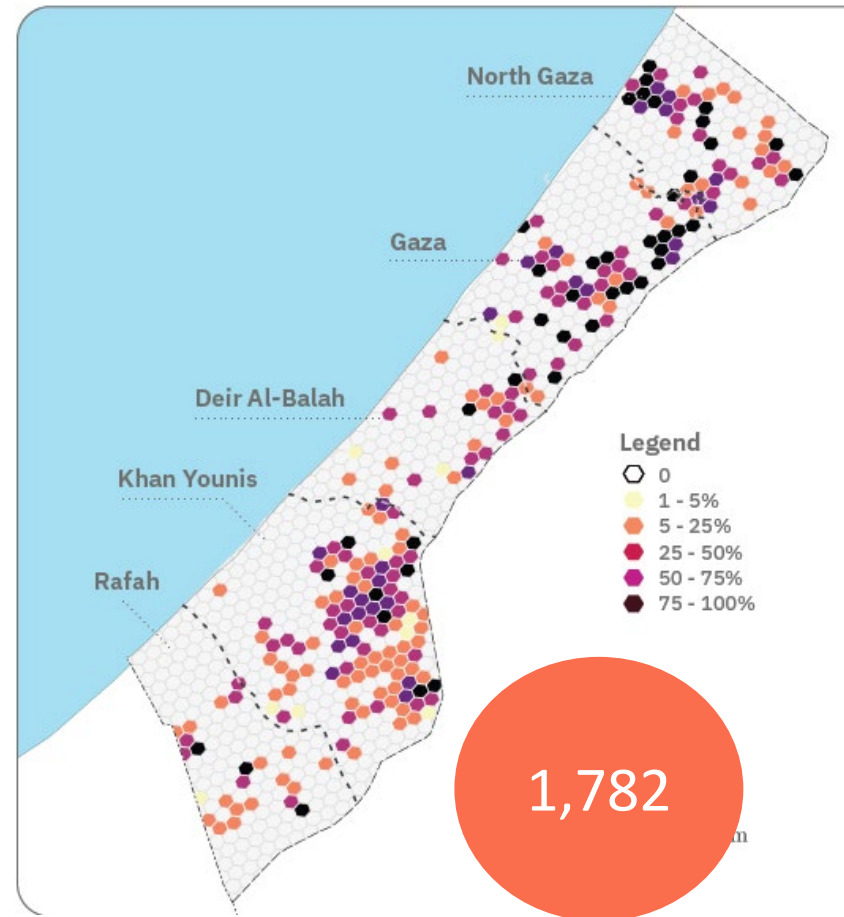 North Gaza
Gaza
Deir Al-Balah
Khan Younis
Rafah
Legend
0
1 - 5%
5 - 25%
25 - 50%
50 - 75%
75 - 100%
1,782